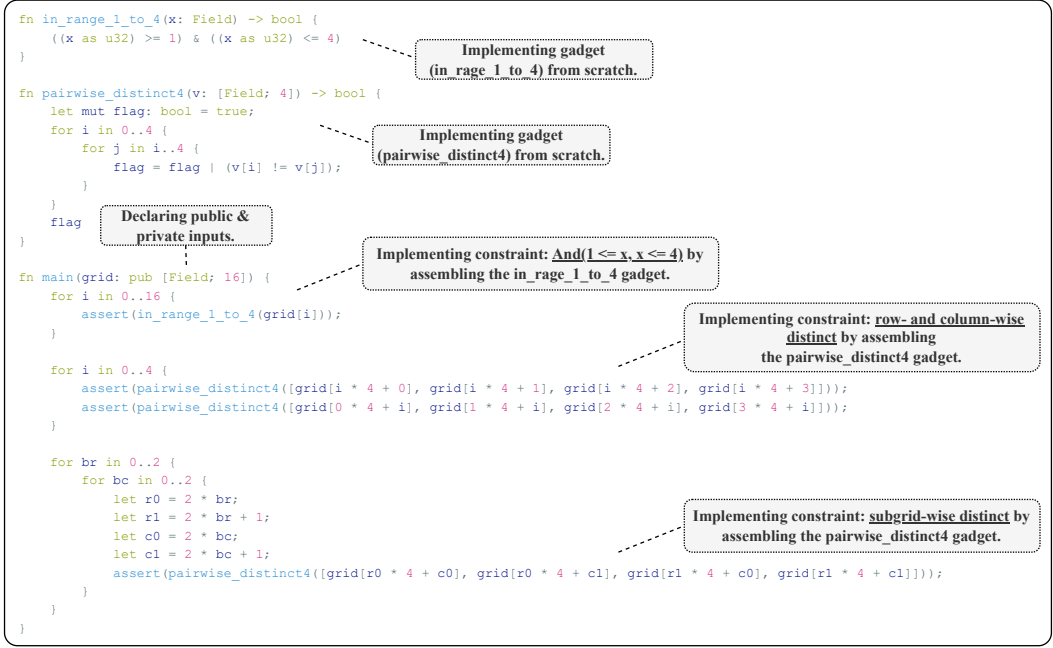 fn in_range_1_to_4(x: Field) -> bool {
((x as u32) >= 1) & ((x as u32) <= 4)
}
Implementing gadget
(in_rage_1_to_4) from scratch.
fn pairwise_distinct4(v: [Field; 4]) -> bool {
let mut flag: bool = true;
for i in 0..4 {
for j in i..4 {
flag = flag | (v[i] != v[j]);
}
}
flag
}
Implementing gadget
(pairwise_distinct4) from scratch.
Declaring public &
private inputs.
fn main(grid: pub [Field; 16]) {
for i in 0..16 {
assert(in_range_1_to_4(grid[i]));
}
Implementing constraint: And(1 <= x, x <= 4) by
assembling the in_rage_1_to_4 gadget.
for i in 0..4 {
assert(pairwise_distinct4([grid[i * 4 + 0], grid[i * 4 + 1], grid[i * 4 + 2], grid[i * 4 + 3]]));
assert(pairwise_distinct4([grid[0 * 4 + i], grid[1 * 4 + i], grid[2 * 4 + i], grid[3 * 4 + i]]));
}
Implementing constraint: row- and column-wise
distinct by assembling
the pairwise_distinct4 gadget.
for br in 0..2 {
for bc in 0..2 {
let r0 = 2 * br;
let r1 = 2 * br + 1;
let c0 = 2 * bc;
let c1 = 2 * bc + 1;
assert(pairwise_distinct4([grid[r0 * 4 + c0], grid[r0 * 4 + c1], grid[r1 * 4 + c0], grid[r1 * 4 + c1]]));
}
}
}
Implementing constraint: subgrid-wise distinct by
assembling the pairwise_distinct4 gadget.